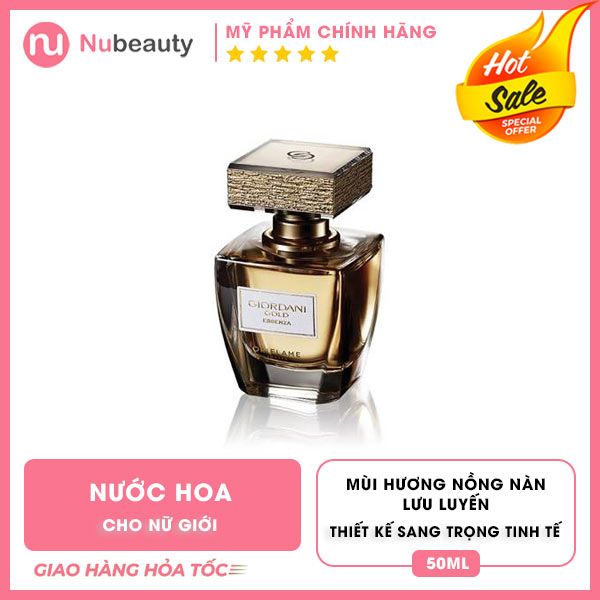 nu Nubeauty
MỸ PHẨM CHÍNH HÃNG
Hot
Sale
SPECIAL
OFFER
GIORDANI
GOLD
ESSENZA
ORIFLAME
NƯỚC HOA
CHO NỮ GIỚI
GIAO HÀNG HỎA TỐC
MÙI HƯƠNG NỒNG NÀN
LƯU LUYẾN
THIẾT KẾ SANG TRỌNG TINH TẾ
50ML